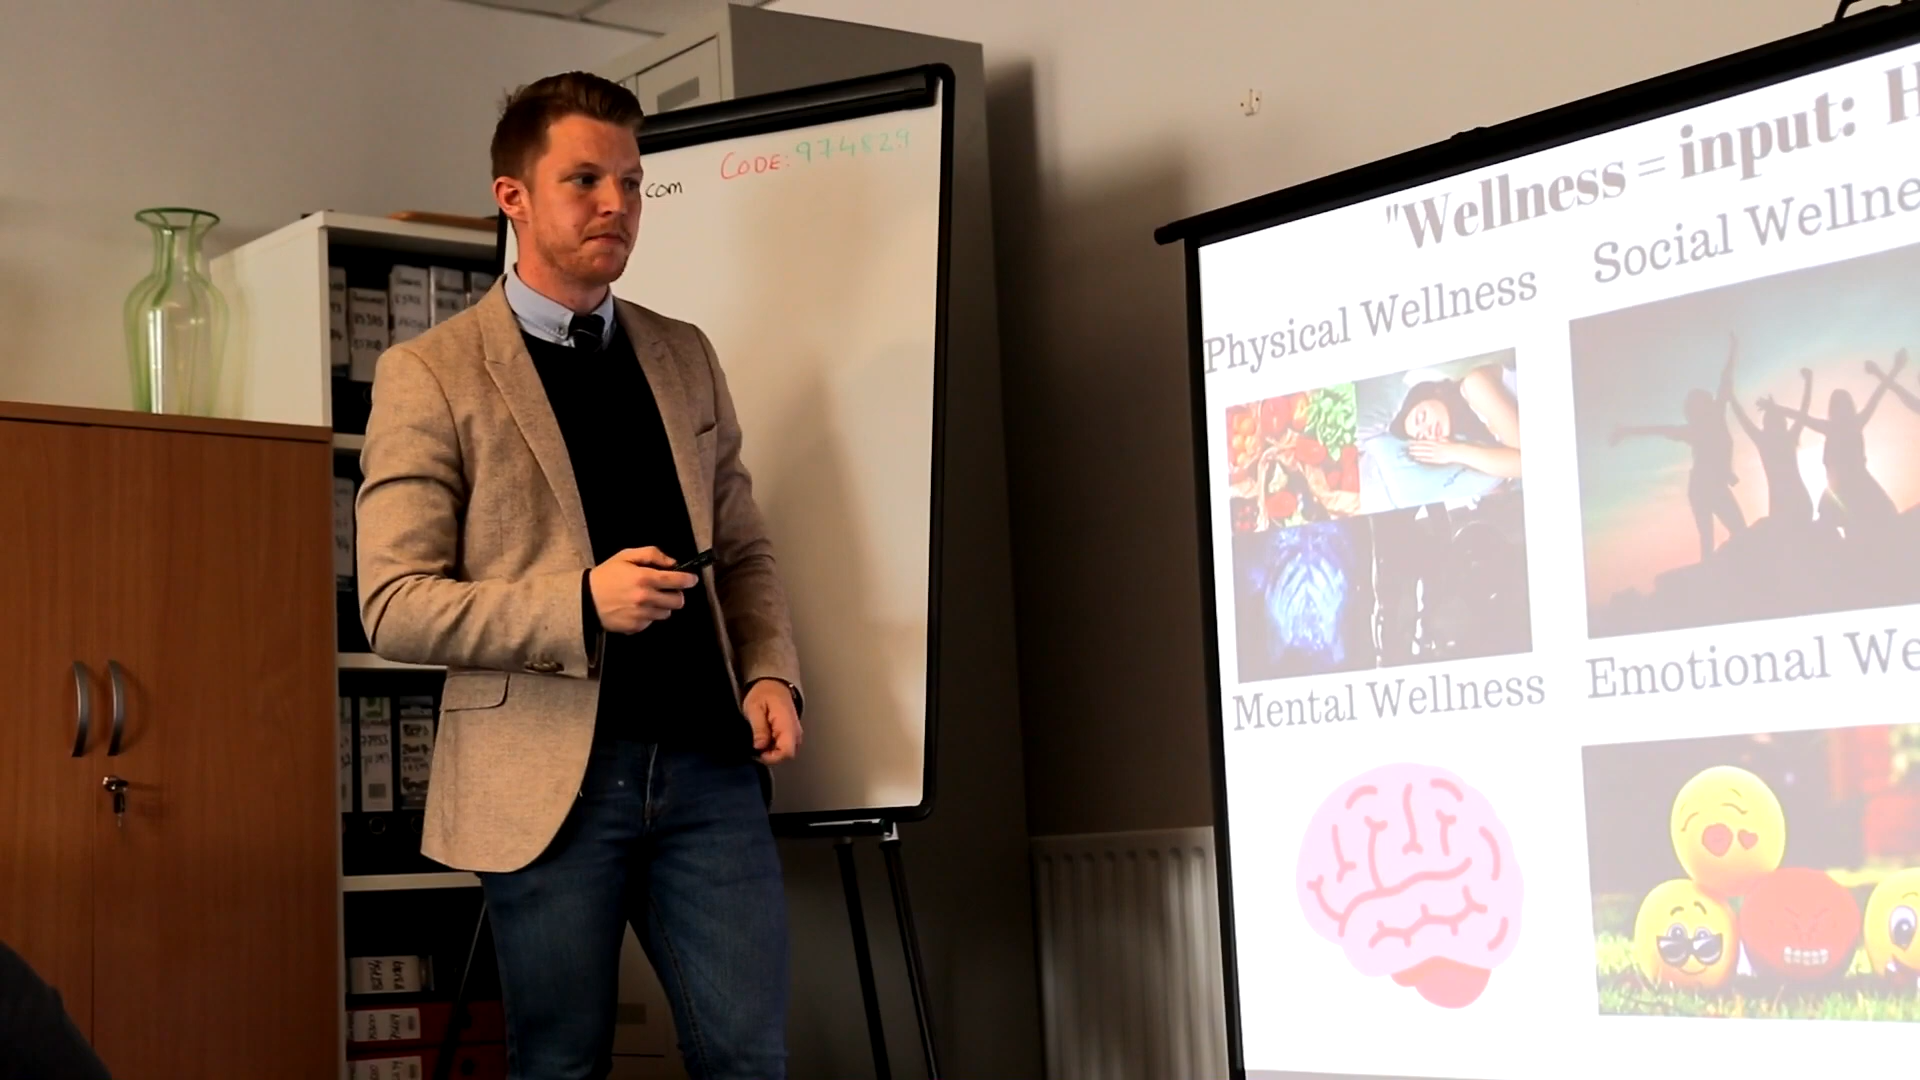 com
CODE: 974829
"Wellness = input: H
Physical Wellness
Social Wellne
Mental Wellness
Emotional We